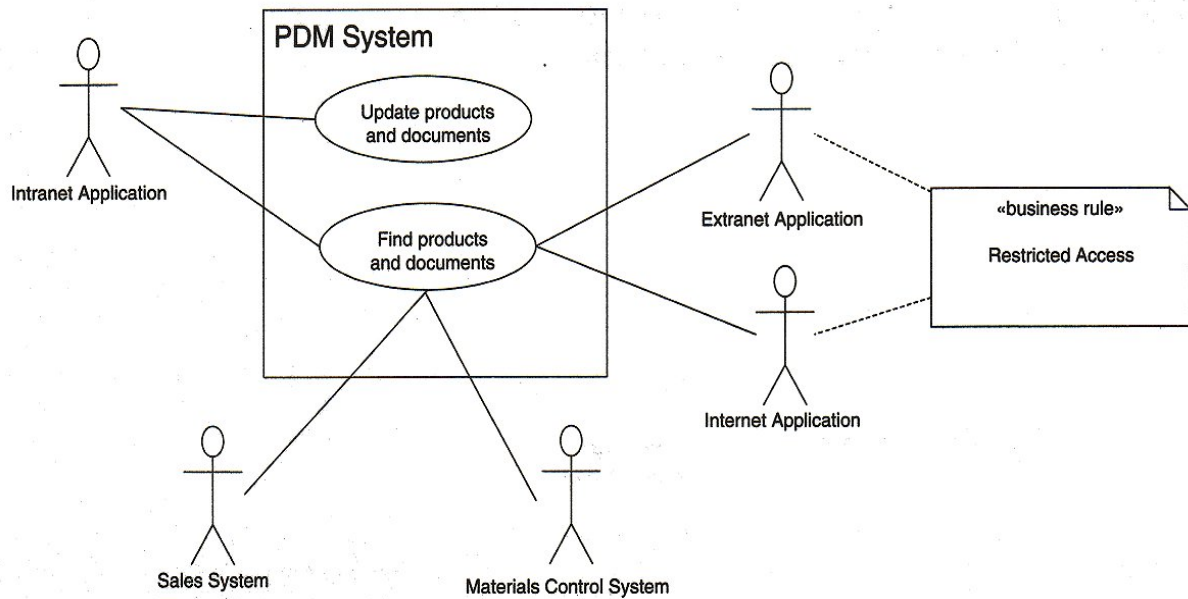 PDM System
Update products
and documents
Intranet Application
Find products
and documents
Extranet Application
«business rule»
Restricted Access
Internet Application
Sales System
Materials Control System